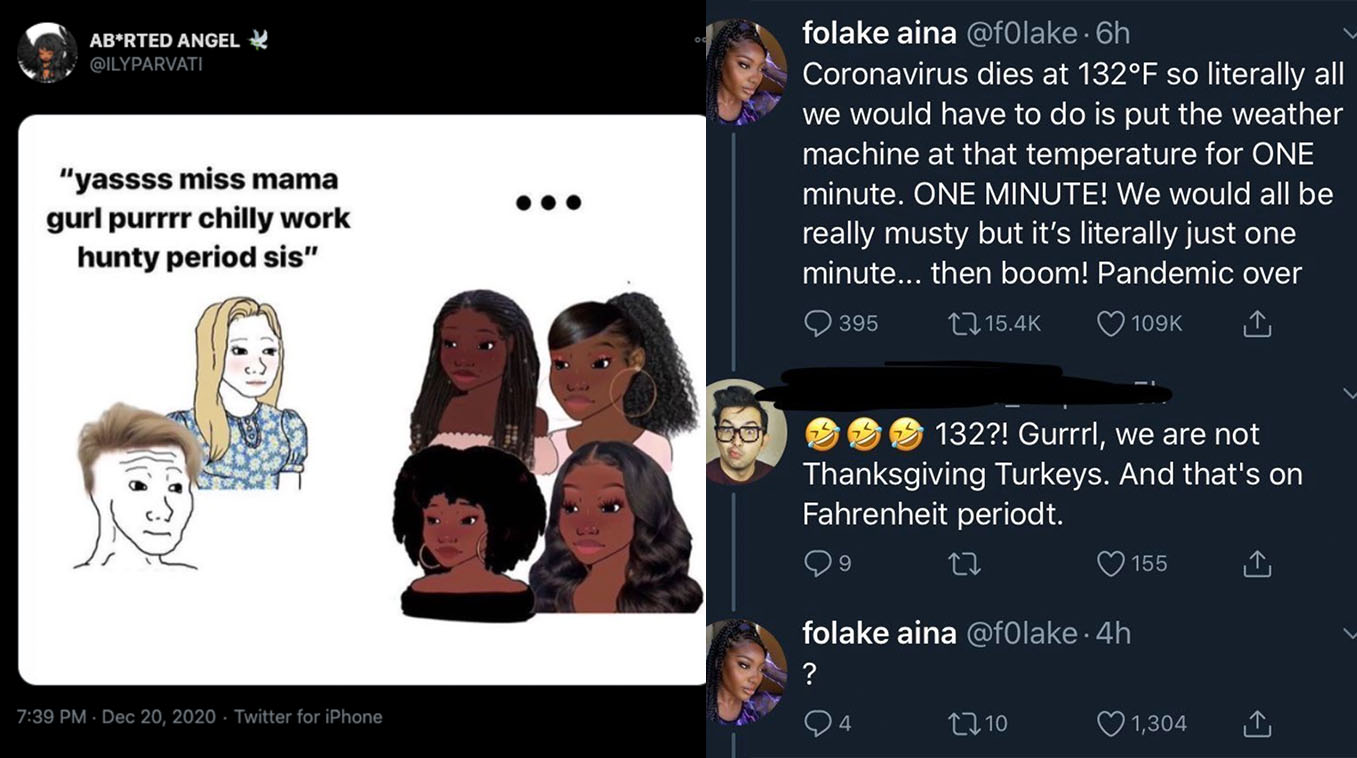 AB*RTED ANGEL 🕊
@ILYPARVATI
“yassss miss mama
gurl purrrr chilly work
hunty period sis”
•••
7:39 PM · Dec 20, 2020 · Twitter for iPhone
folake aina @f0lake · 6h
Coronavirus dies at 132°F so literally all
we would have to do is put the weather
machine at that temperature for ONE
minute. ONE MINUTE! We would all be
really musty but it’s literally just one
minute... then boom! Pandemic over
395 15.4K 109K
🤣🤣🤣 132?! Gurrrl, we are not
Thanksgiving Turkeys. And that's on
Fahrenheit periodt.
9 155
folake aina @f0lake · 4h
?
4 10 1,304